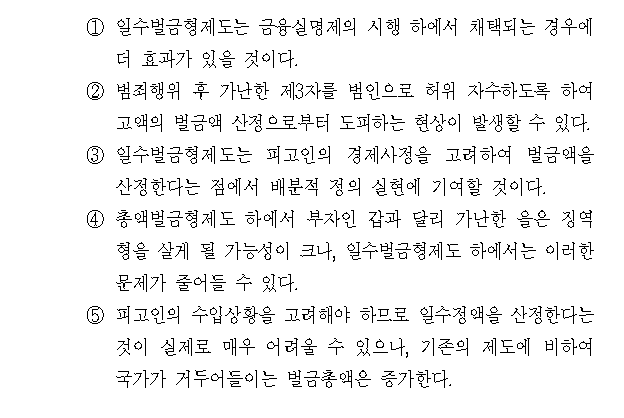 ① 일수벌금형제도는 금융실명제의 시행 하에서 채택되는 경우에
더 효과가 있을 것이다.
② 범죄행위 후 가난한 제3자를 범인으로 허위 자수하도록 하여
고액의 벌금액 산정으로부터 도피하는 현상이 발생할 수 있다.
③ 일수벌금형제도는 피고인의 경제사정을 고려하여 벌금액을
산정한다는 점에서 배분적 정의 실현에 기여할 것이다.
④ 총액벌금형제도 하에서 부자인 갑과 달리 가난한 을은 징역
형을 살게 될 가능성이 크나, 일수벌금형제도 하에서는 이러한
문제가 줄어들 수 있다.
⑤ 피고인의 수입상황을 고려해야 하므로 일수정액을 산정한다는
것이 실제로 매우 어려울 수 있으나, 기존의 제도에 비하여
국가가 거두어들이는 벌금총액은 증가한다.